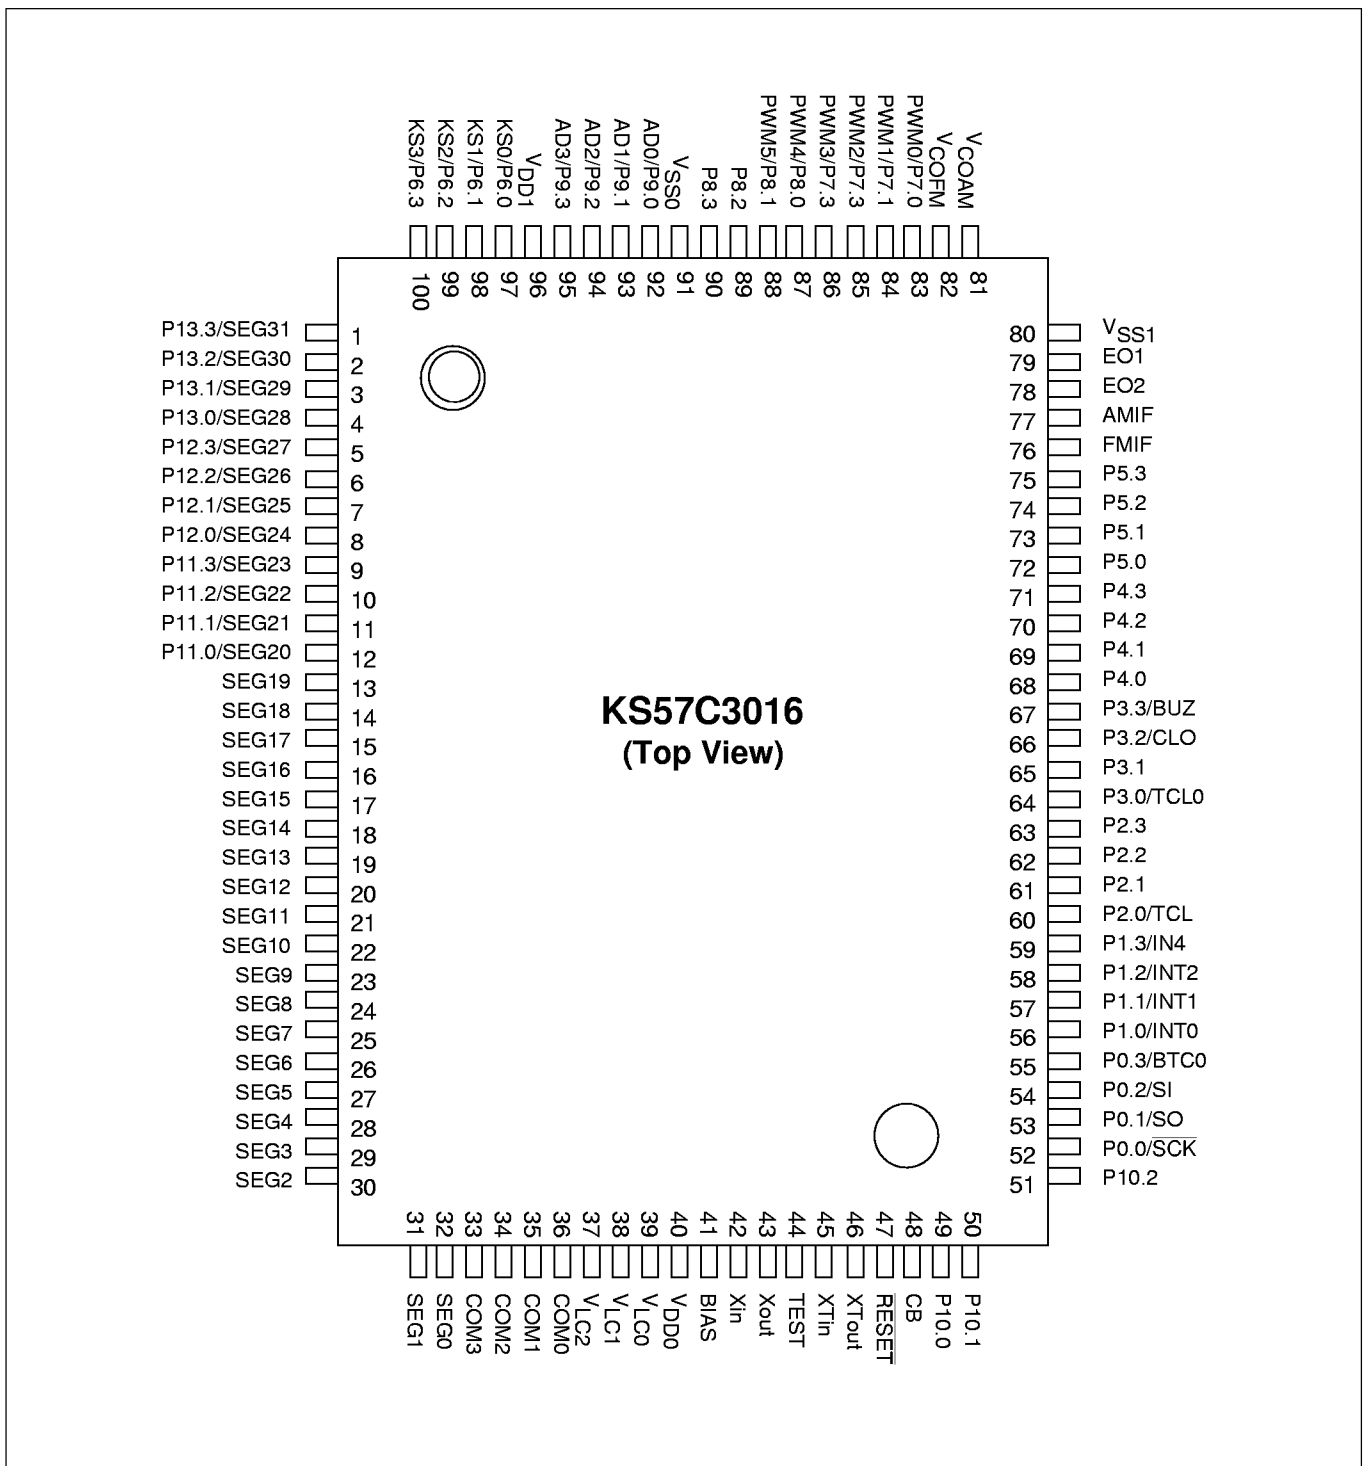 KS3/P6.3
KS2/P6.2
KS1/P6.1
KS0/P6.0
VDD1
AD3/P9.3
AD2/P9.2
AD1/P9.1
AD0/P9.0
VSS0
P8.3
P8.2
PWM5/P8.1
PWM4/P8.0
PWM3/P7.3
PWM2/P7.3
PWM1/P7.1
PWM0/P7.0
VCOFM
VCOAM
100
99
98
97
96
95
94
93
92
91
90
89
88
87
86
85
84
83
82
81
P13.3/SEG31 1
P13.2/SEG30 2
P13.1/SEG29 3
P13.0/SEG28 4
P12.3/SEG27 5
P12.2/SEG26 6
P12.1/SEG25 7
P12.0/SEG24 8
P11.3/SEG23 9
P11.2/SEG22 10
P11.1/SEG21 11
P11.0/SEG20 12
SEG19 13
SEG18 14
SEG17 15
SEG16 16
SEG15 17
SEG14 18
SEG13 19
SEG12 20
SEG11 21
SEG10 22
SEG9 23
SEG8 24
SEG7 25
SEG6 26
SEG5 27
SEG4 28
SEG3 29
SEG2 30
KS57C3016
(Top View)
80 VSS1
79 EO1
78 EO2
77 AMIF
76 FMIF
75 P5.3
74 P5.2
73 P5.1
72 P5.0
71 P4.3
70 P4.2
69 P4.1
68 P4.0
67 P3.3/BUZ
66 P3.2/CLO
65 P3.1
64 P3.0/TCL0
63 P2.3
62 P2.2
61 P2.1
60 P2.0/TCL
59 P1.3/IN4
58 P1.2/INT2
57 P1.1/INT1
56 P1.0/INT0
55 P0.3/BTC0
54 P0.2/SI
53 P0.1/SO
52 P0.0/SCK
51 P10.2
31
32
33
34
35
36
37
38
39
40
41
42
43
44
45
46
47
48
49
50
SEG1
SEG0
COM3
COM2
COM1
COM0
VLC2
VLC1
VLC0
VDD0
BIAS
Xin
Xout
TEST
XTin
XTout
RESET
CB
P10.0
P10.1